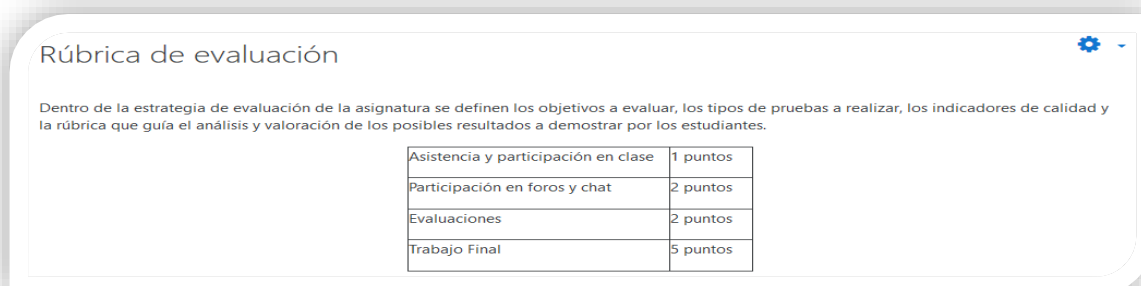 Rúbrica de evaluación
Dentro de la estrategia de evaluación de la asignatura se definen los objetivos a evaluar, los tipos de pruebas a realizar, los indicadores de calidad y
la rúbrica que guía el análisis y valoración de los posibles resultados a demostrar por los estudiantes.
Asistencia y participación en clase 1 puntos
Participación en foros y chat 2 puntos
Evaluaciones 2 puntos
Trabajo Final 5 puntos